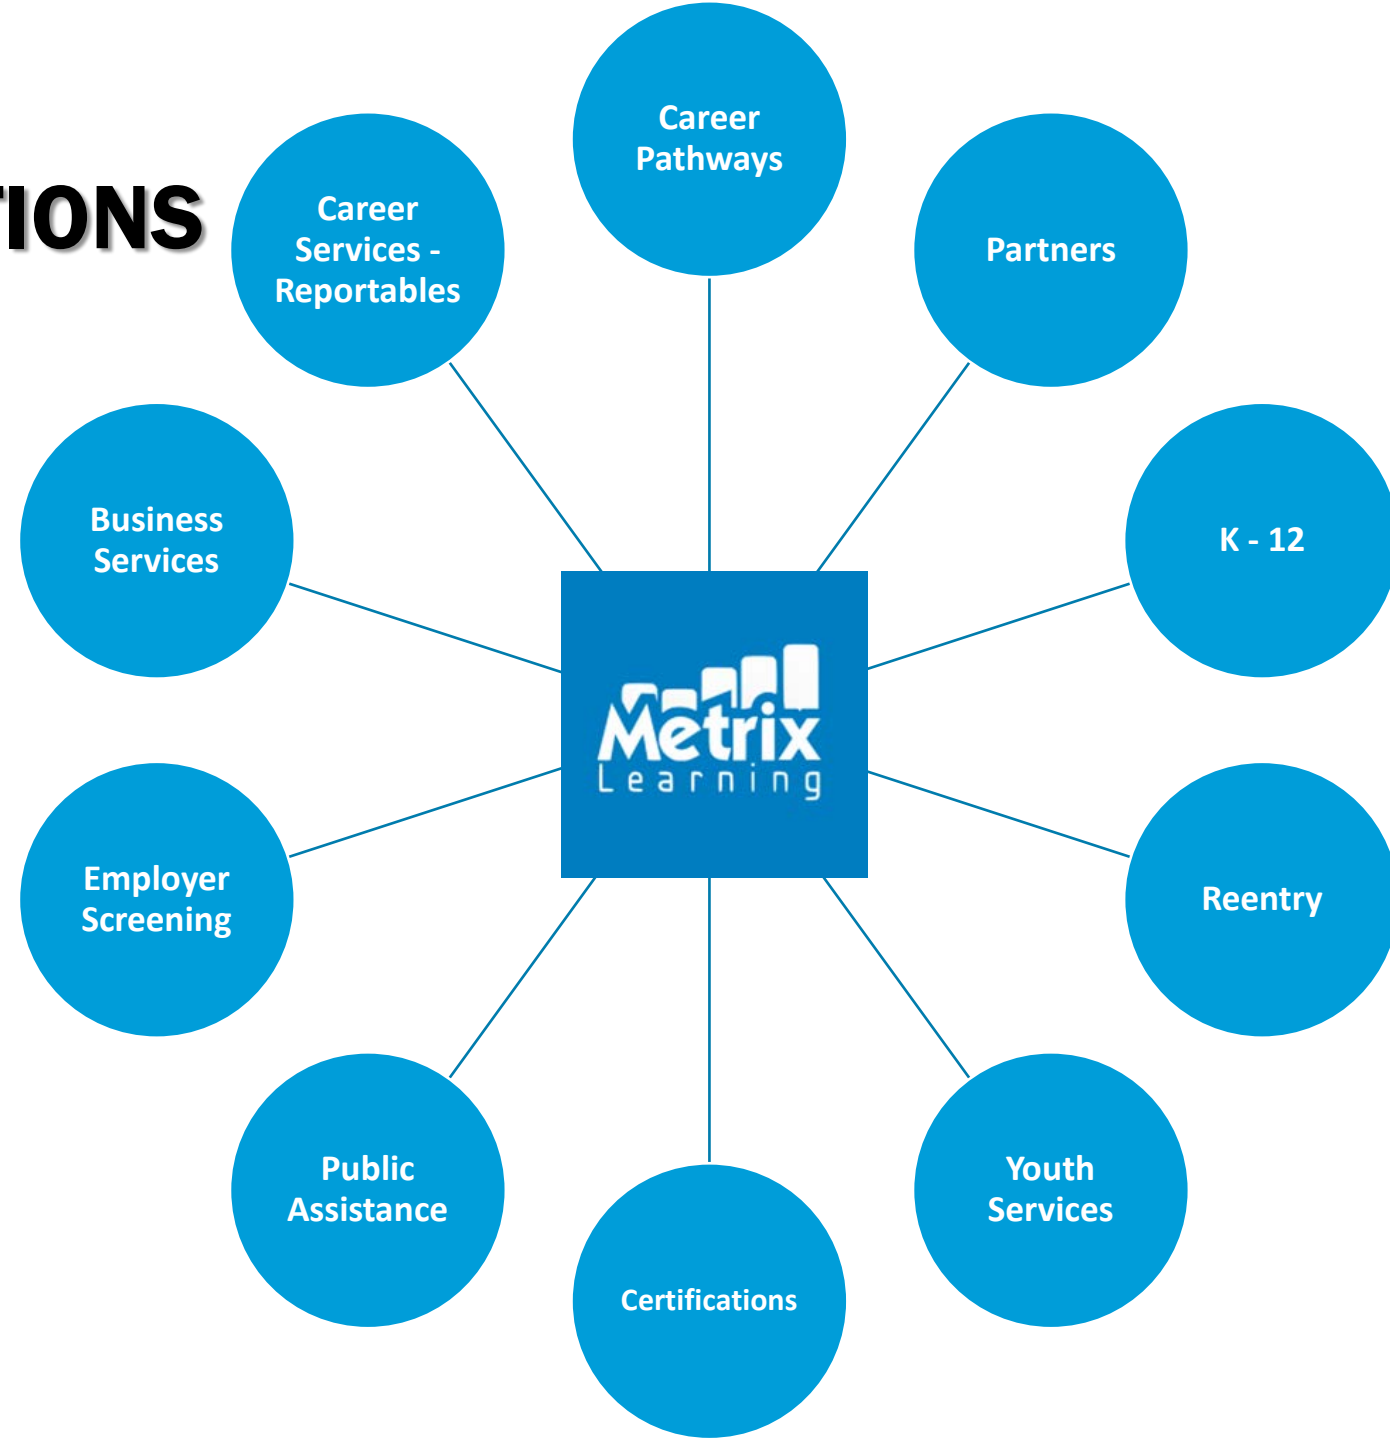 TIONS
Career
Pathways
Career
Services -
Reportables
Partners
Business
Services
K - 12
Metrix
Learning
Employer
Screening
Reentry
Public
Assistance
Youth
Services
Certifications